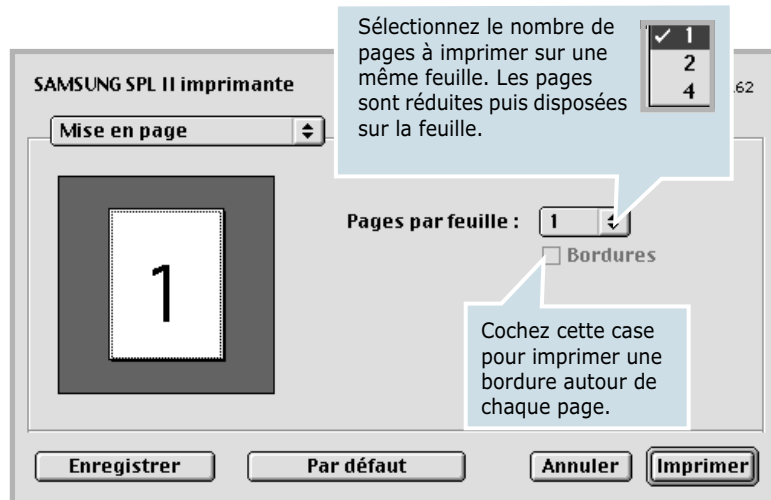 Sélectionnez le nombre de
pages à imprimer sur une
même feuille. Les pages
sont réduites puis disposées
sur la feuille.
✓ 1
2
4
SAMSUNG SPL II imprimante
.62
Mise en page
1
Pages par feuille :
1
Bordures
Cochez cette case
pour imprimer une
bordure autour de
chaque page.
Enregistrer
Par défaut
Annuler
Imprimer